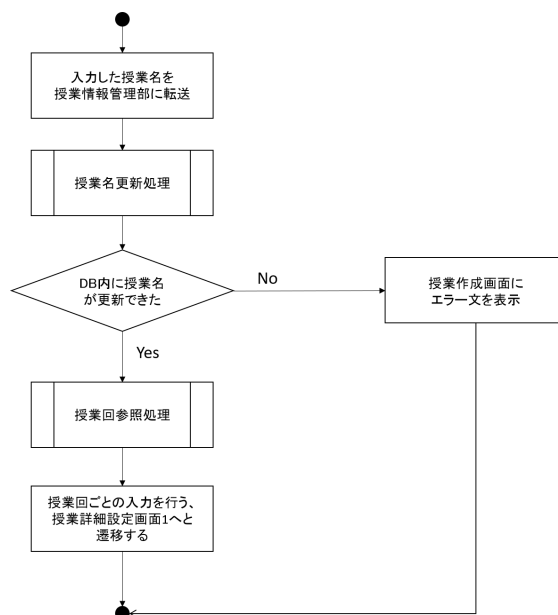 入力した授業名を
授業情報管理部に転送
授業名更新処理
DB内に授業名
が更新できた
No
授業作成画面に
エラー文を表示
Yes
授業回参照処理
授業回ごとの入力を行う、
授業詳細設定画面1へと
遷移する